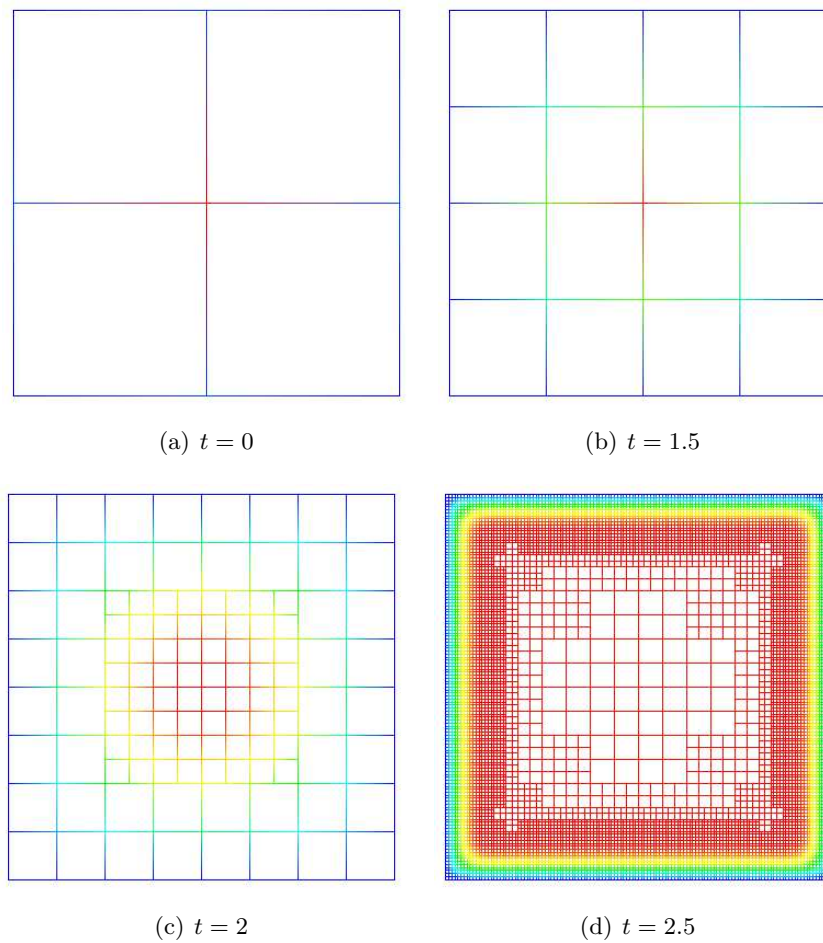 (a) t = 0
(b) t = 1.5
(c) t = 2
(d) t = 2.5